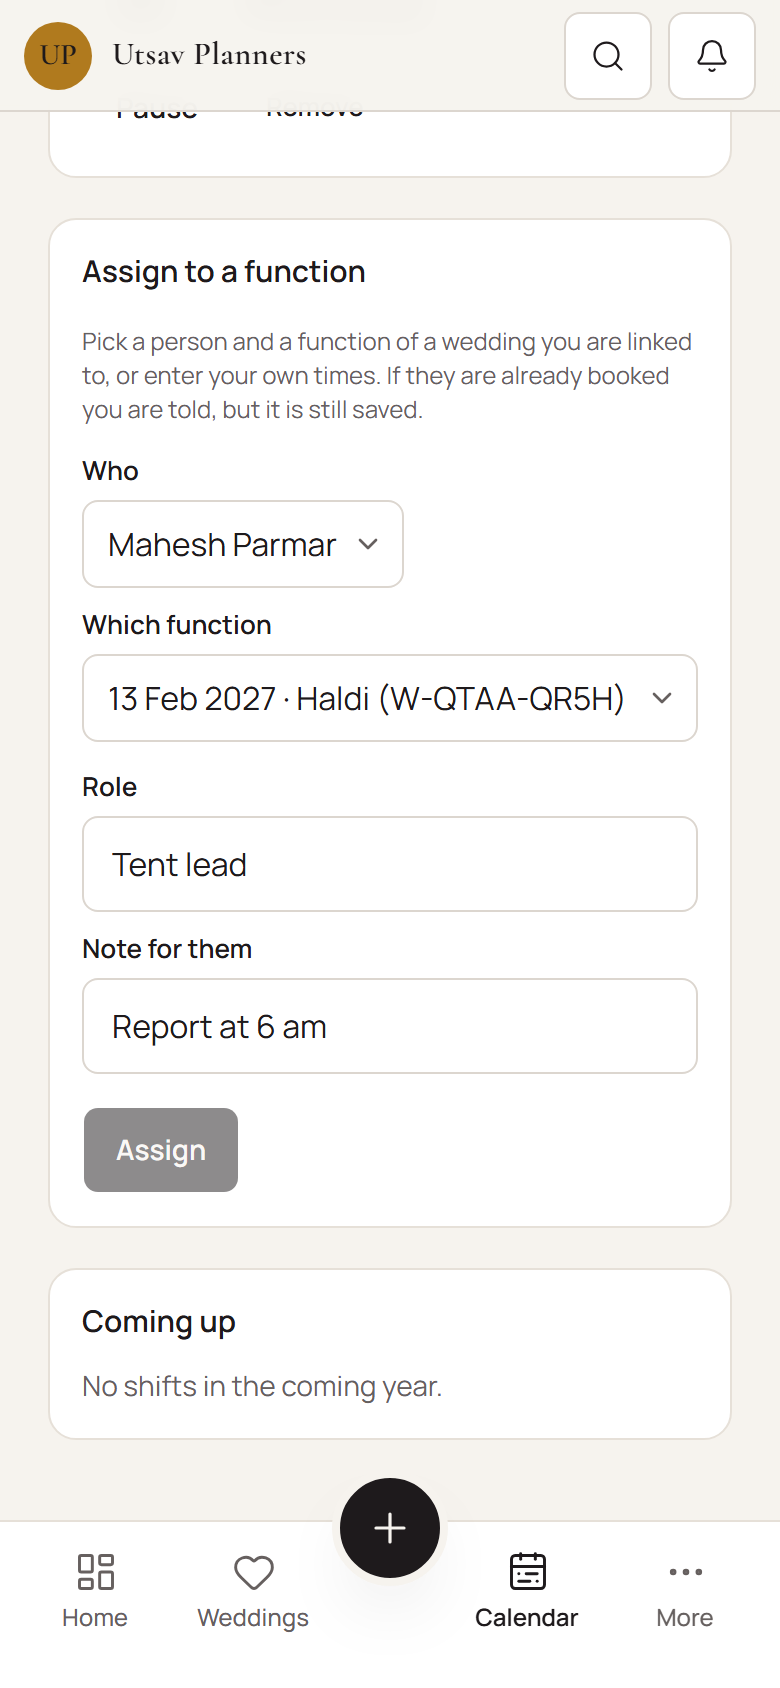 UP
Utsav Planners
Pause
Remove
Assign to a function
Pick a person and a function of a wedding you are linked
to, or enter your own times. If they are already booked
you are told, but it is still saved.
Who
Mahesh Parmar
Which function
13 Feb 2027 · Haldi (W-QTAA-QR5H)
Role
Tent lead
Note for them
Report at 6 am
Assign
Coming up
No shifts in the coming year.
Home
Weddings
Calendar
More